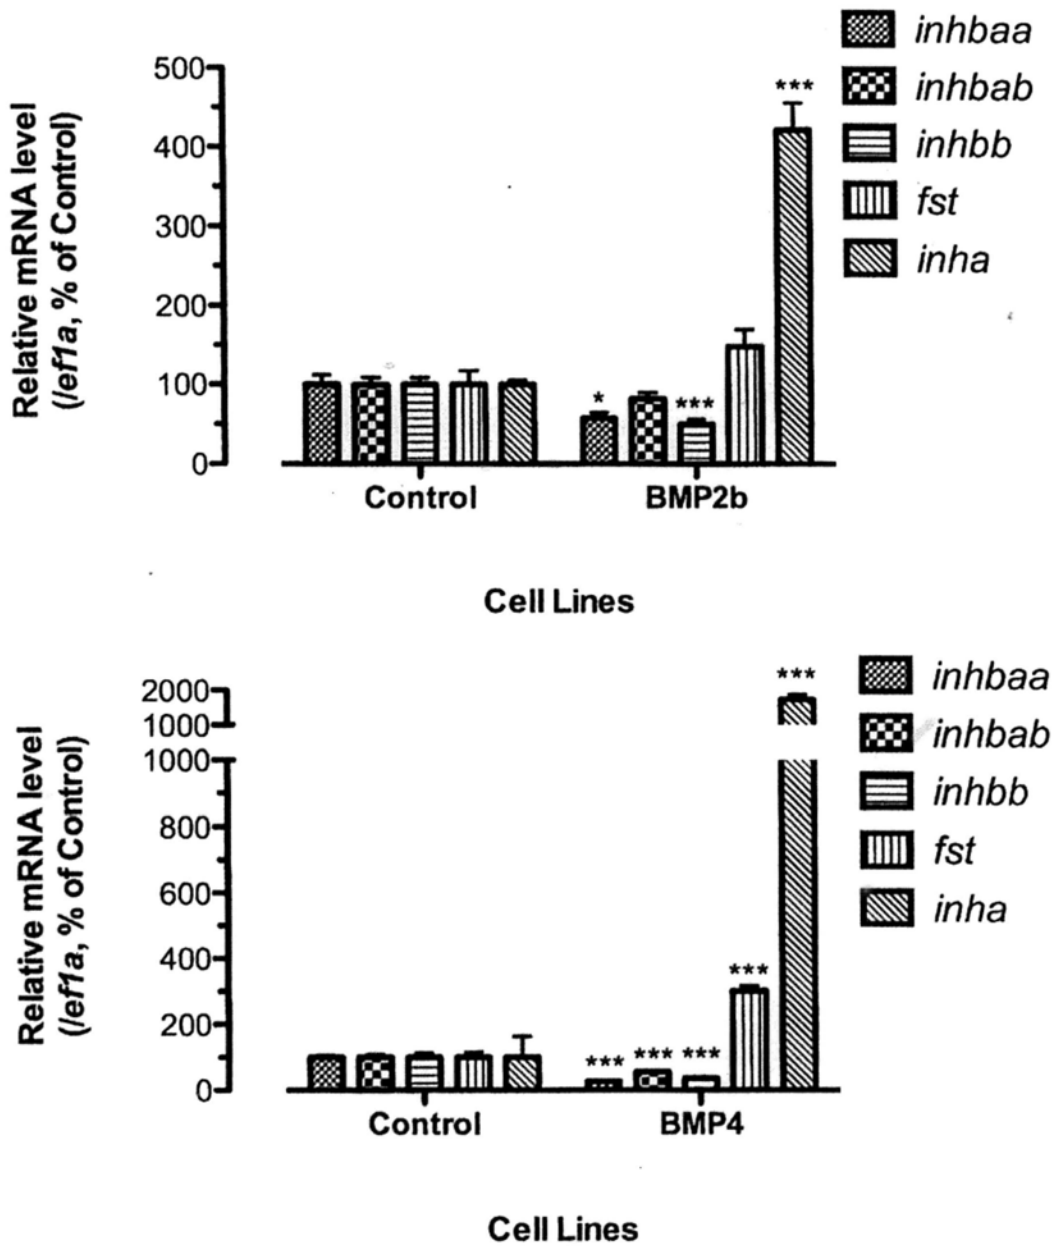 inhbaa
inhbab
inhbb
fst
inha
Relative mRNA level
(/ef1a, % of Control)
500
400
300
200
100
0
***
*
***
Control
BMP2b
Cell Lines
inhbaa
inhbab
inhbb
fst
inha
Relative mRNA level
(/ef1a, % of Control)
2000
1000
1000
800
600
400
200
0
***
***
***
***
***
Control
BMP4
Cell Lines